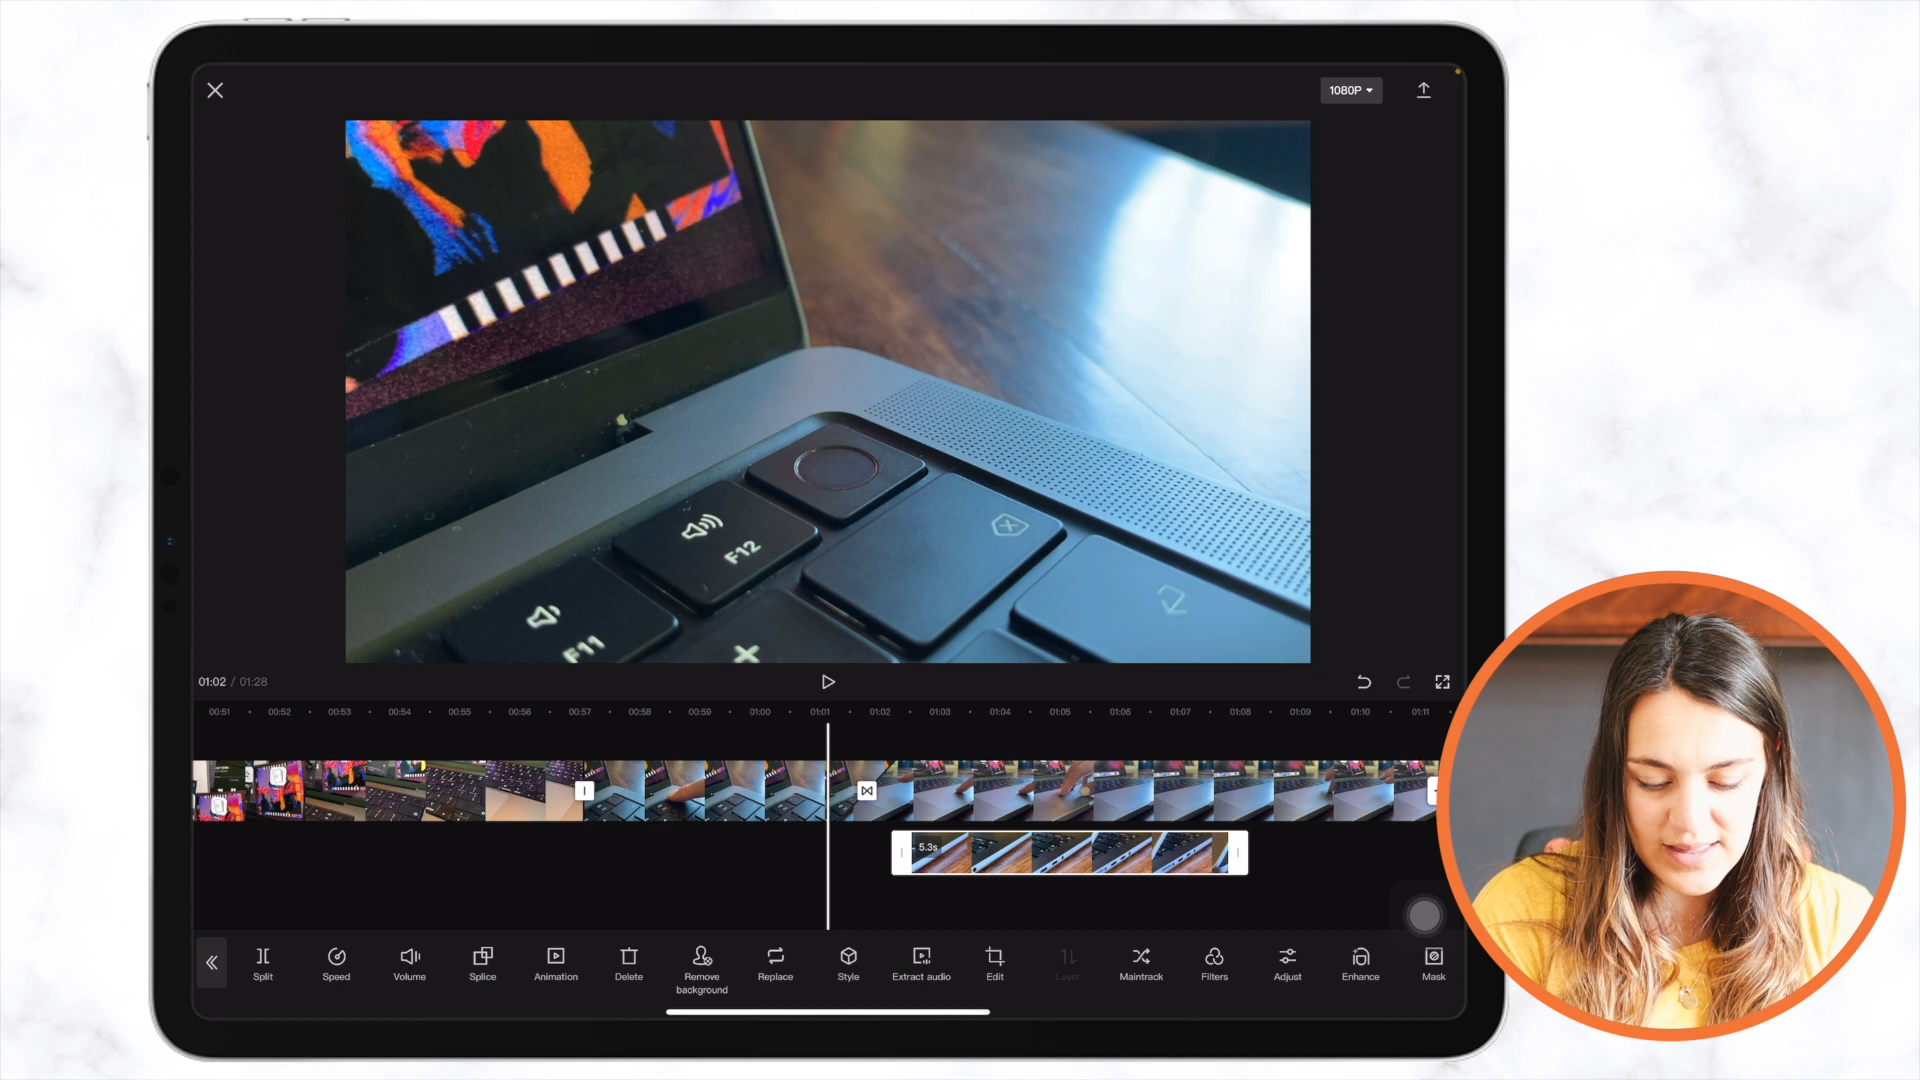 1080P
F12
F11
01:02 / 01:28
00:51 00:52 00:53 00:54 00:55 00:56 00:57 00:58 00:59 01:00 01:01 01:02 01:03 01:04 01:05 01:06 01:07 01:08 01:09 01:10 01:11
5.3s
Split Speed Volume Splice Animation Delete Remove background Replace Style Extract audio Edit Layer Maintrack Filters Adjust Enhance Mask